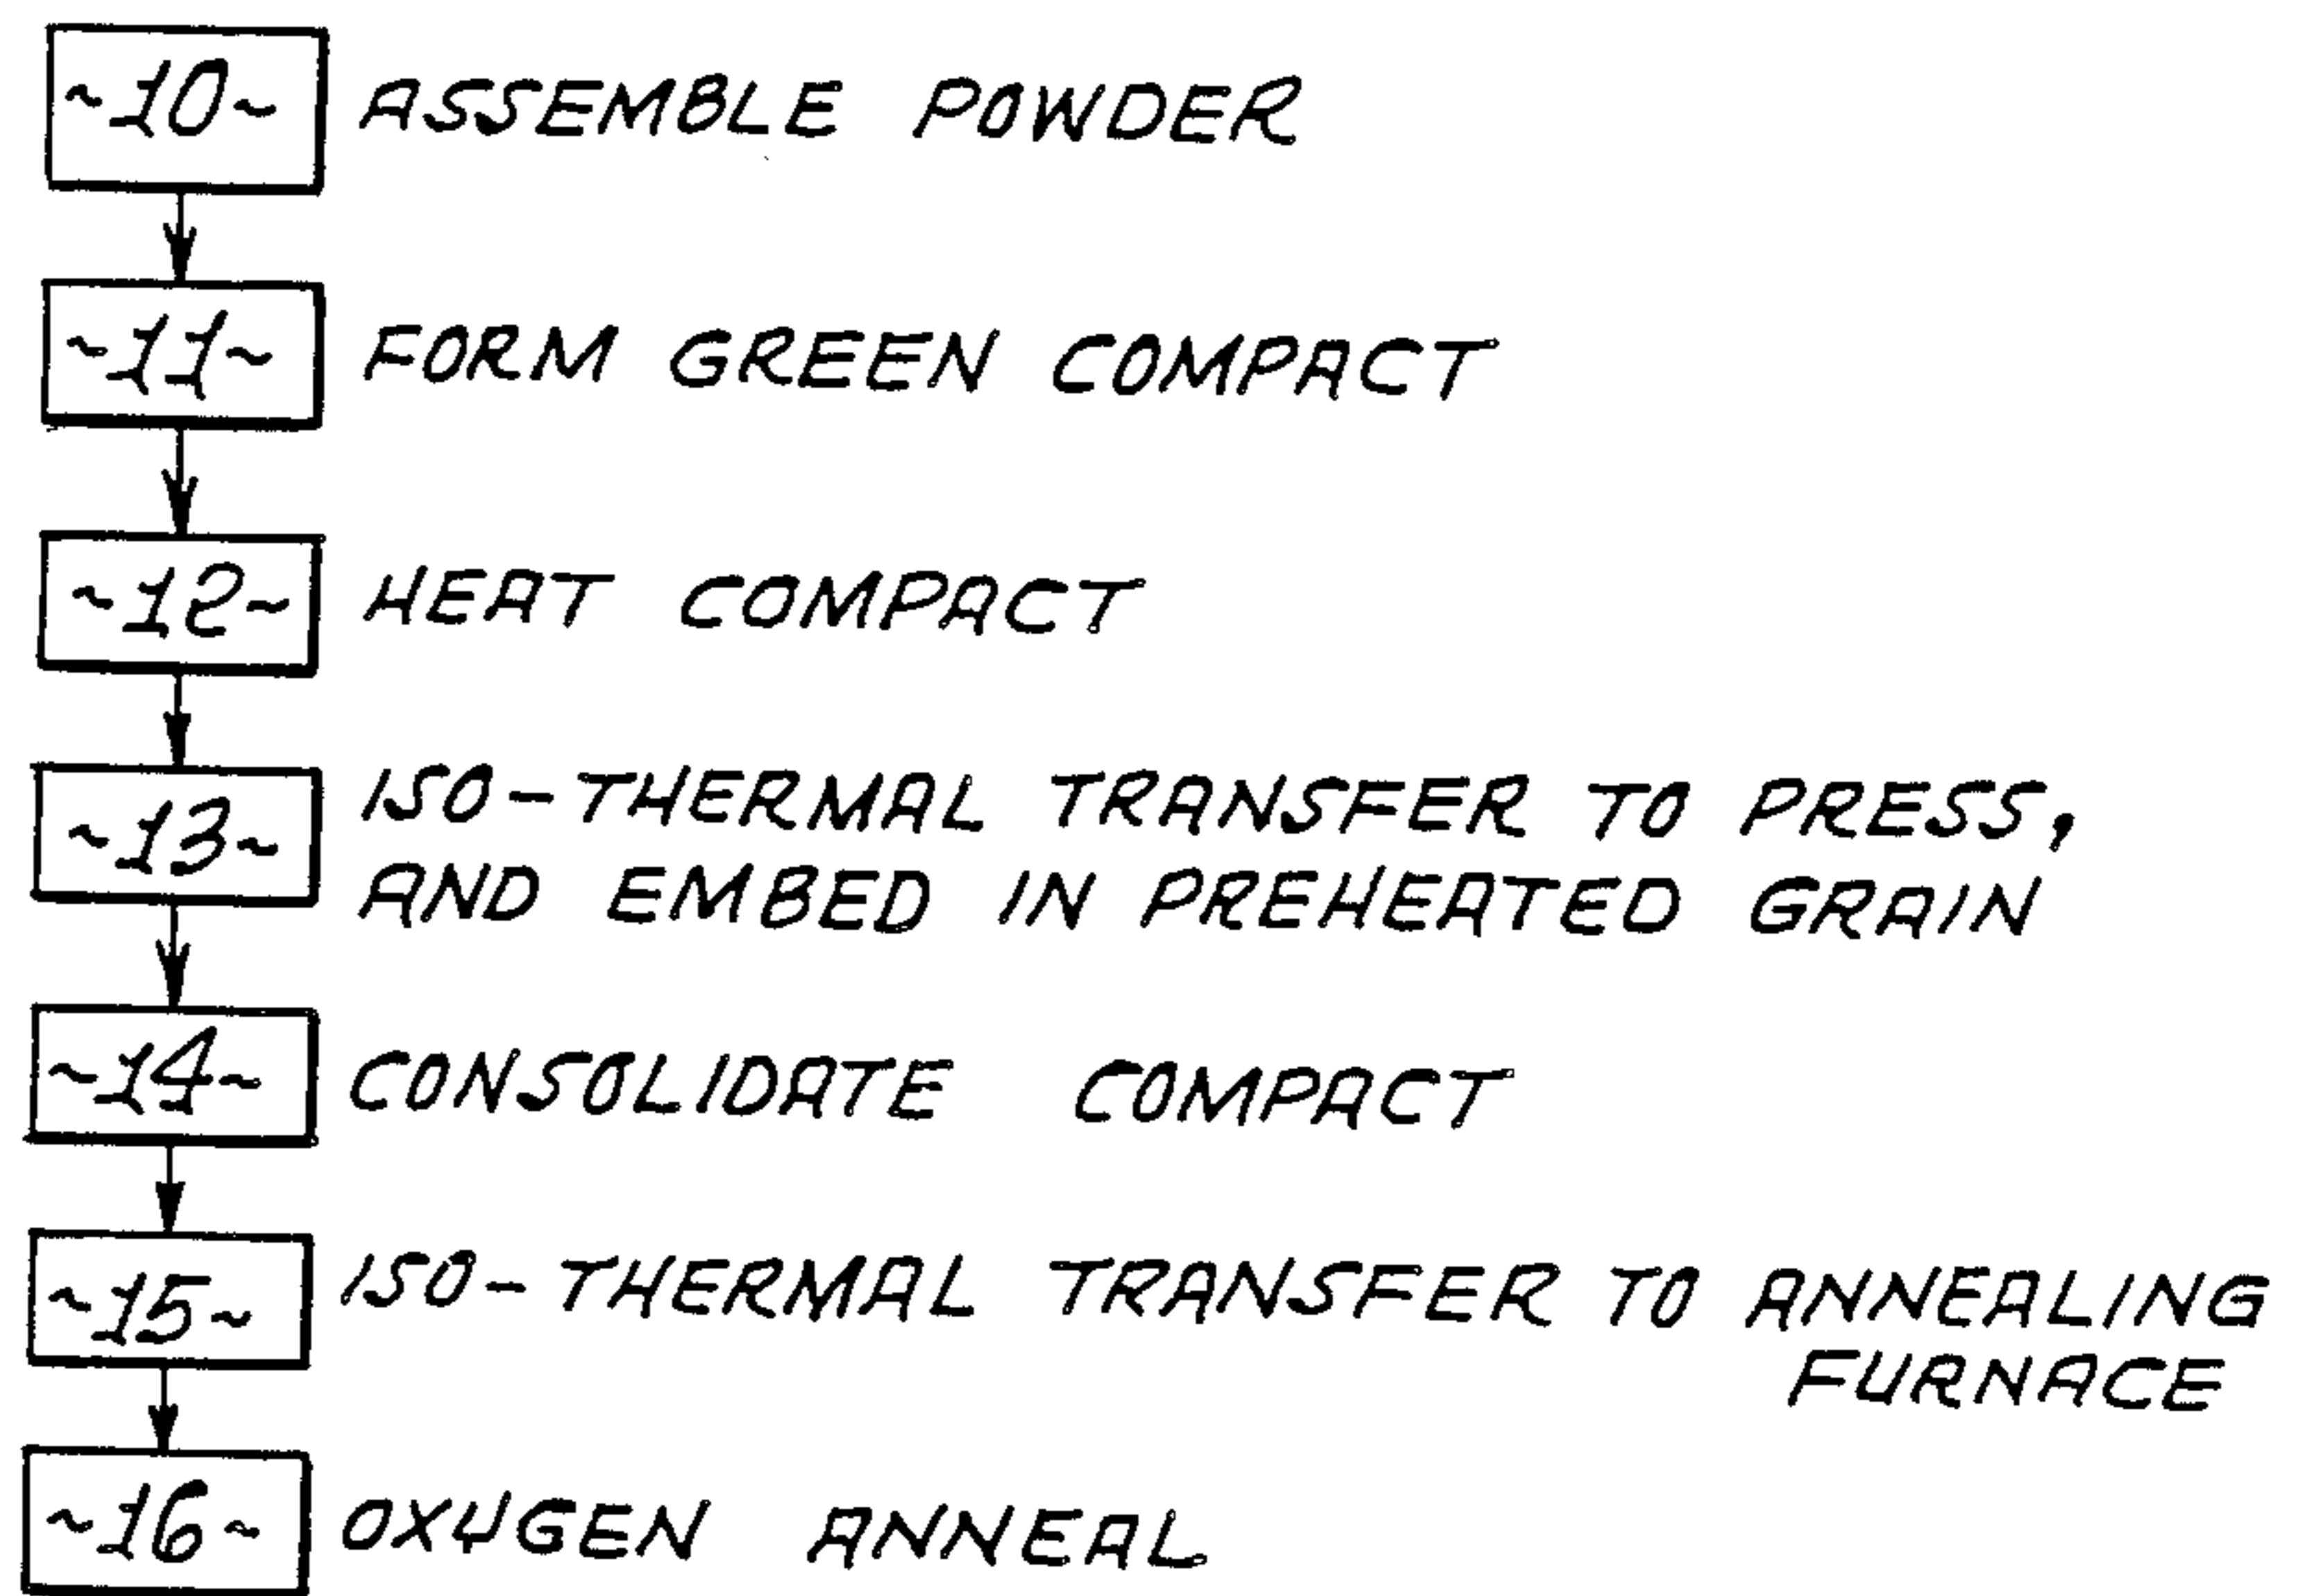 ~10~ ASSEMBLE POWDER
~11~ FORM GREEN COMPACT
~12~ HEAT COMPACT
~13~ ISO-THERMAL TRANSFER TO PRESS,
AND EMBED IN PREHEATED GRAIN
~14~ CONSOLIDATE COMPACT
~15~ ISO-THERMAL TRANSFER TO ANNEALING
FURNACE
~16~ OXYGEN ANNEAL